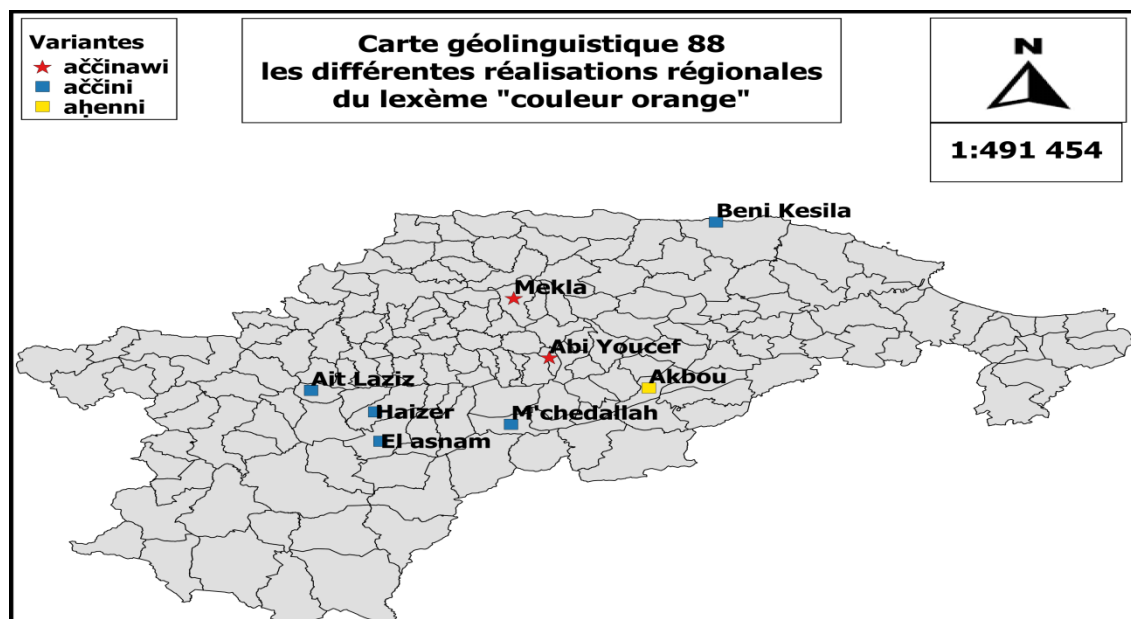 Variantes
aččinawi
aččini
aḥenni
Carte géolinguistique 88
les différentes réalisations régionales
du lexème "couleur orange"
N
1:491 454
Beni Kesila
Mekla
Abi Youcef
Ait Laziz
Akbou
Haizer
M'chedallah
El asnam